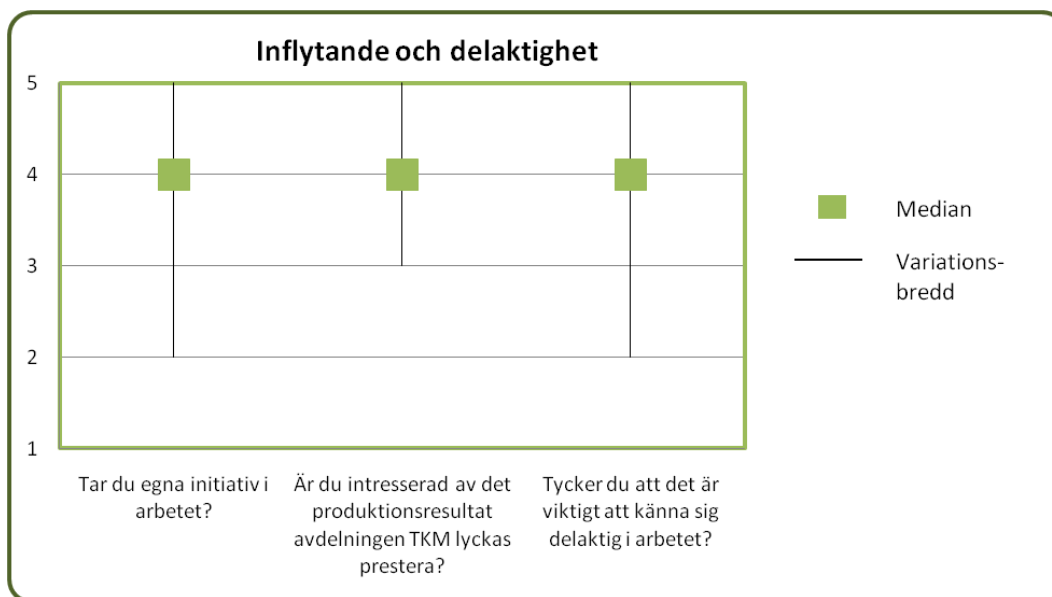 Inflytande och delaktighet
5
4
3
2
1
Median
Variations-
bredd
Tar du egna initiativ i
arbetet?
Är du intresserad av det
produktionsresultat
avdelningen TKM lyckas
prestera?
Tycker du att det är
viktigt att känna sig
delaktig i arbetet?